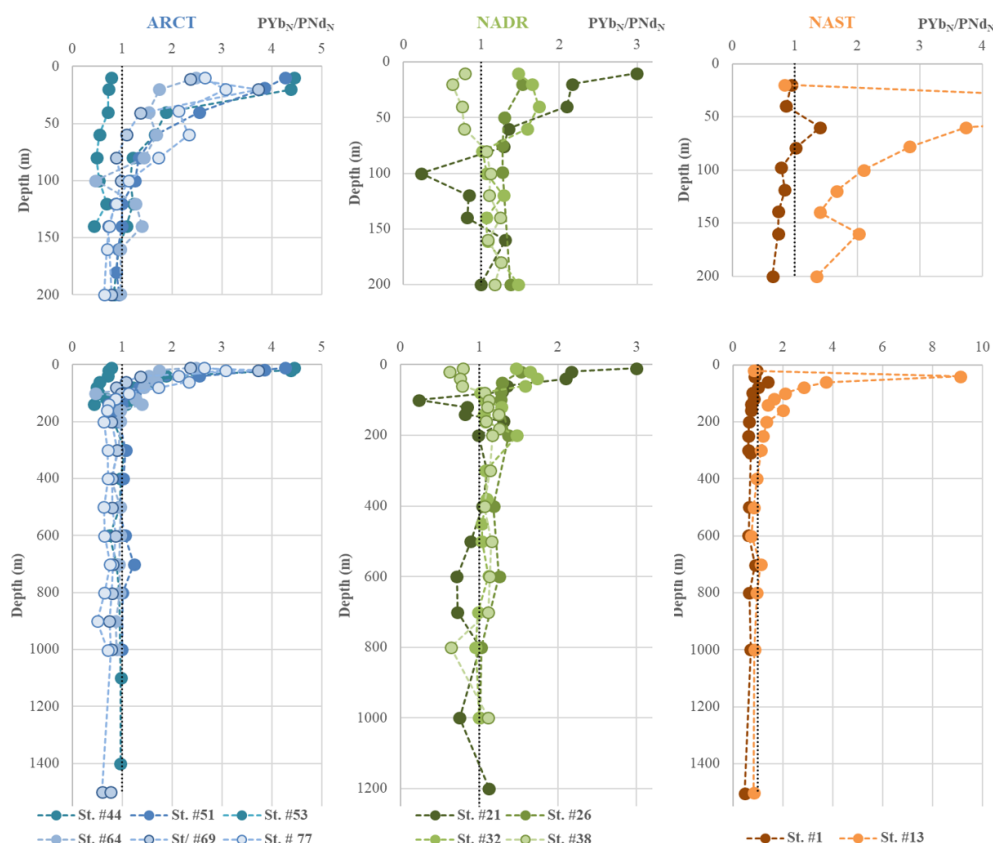 ARCT PYbN/PNdN
0 1 2 3 4 5
0
50
100
150
200
Depth (m)
NADR PYbN/PNdN
0 1 2 3
0
50
100
150
200
Depth (m)
NAST PYbN/PNdN
0 1 2 3 4
0
50
100
150
200
Depth (m)
0 1 2 3 4 5
0
200
400
600
800
1000
1200
1400
Depth (m)
St. #44 St. #51 St. #53
St. #64 St/ #69 St. # 77
0 1 2 3
0
200
400
600
800
1000
1200
Depth (m)
St. #21 St. #26
St. #32 St. #38
0 2 4 6 8 10
0
200
400
600
800
1000
1200
1400
Depth (m)
St. #1 St. #13